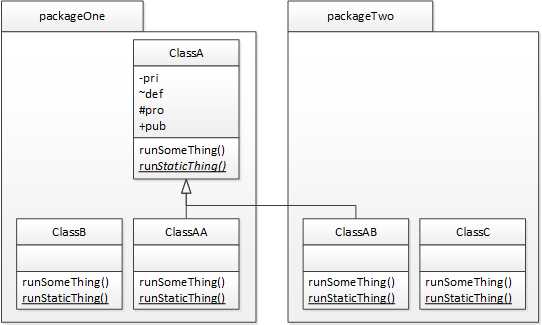 packageOne
packageTwo
ClassA
-pri
~def
#pro
+pub
runSomeThing()
runStaticThing()
ClassB
runSomeThing()
runStaticThing()
ClassAA
runSomeThing()
runStaticThing()
ClassAB
runSomeThing()
runStaticThing()
ClassC
runSomeThing()
runStaticThing()